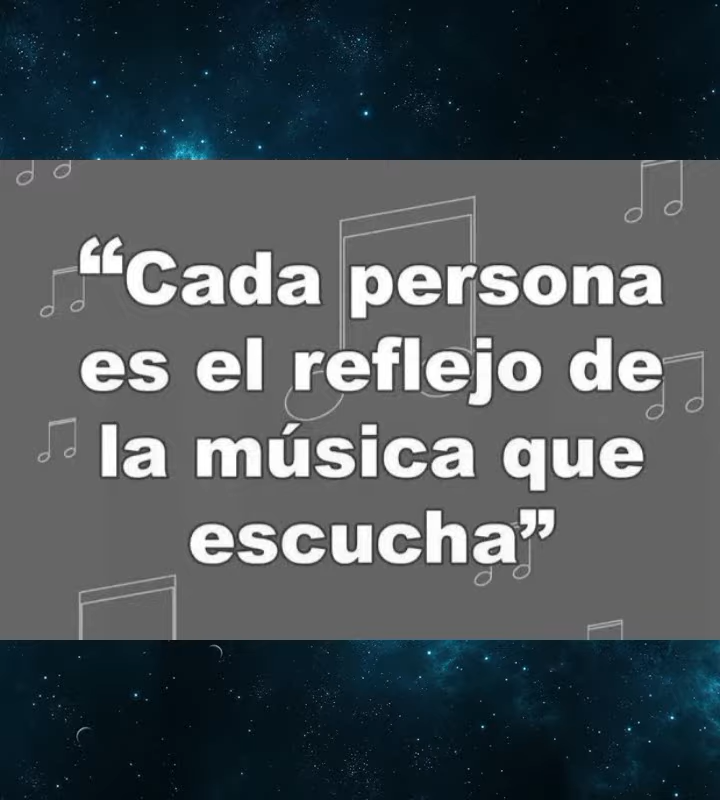 “Cada persona
es el reflejo de
la música que
escucha”